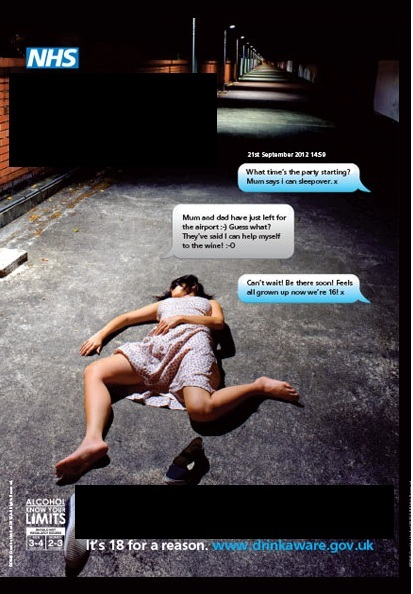 NHS
21st September 2012 14:59
What time's the party starting?
Mum says i can sleepover. x
Mum and dad have just left for
the airport :-) Guess what?
They've said I can help myself
to the wine! :-O
Can't wait! Be there soon! Feels
all grown up now we're 16! x
ALCOHOL
KNOW YOUR
LIMITS
3-4
2-3
It's 18 for a reason. www.drinkaware.gov.uk